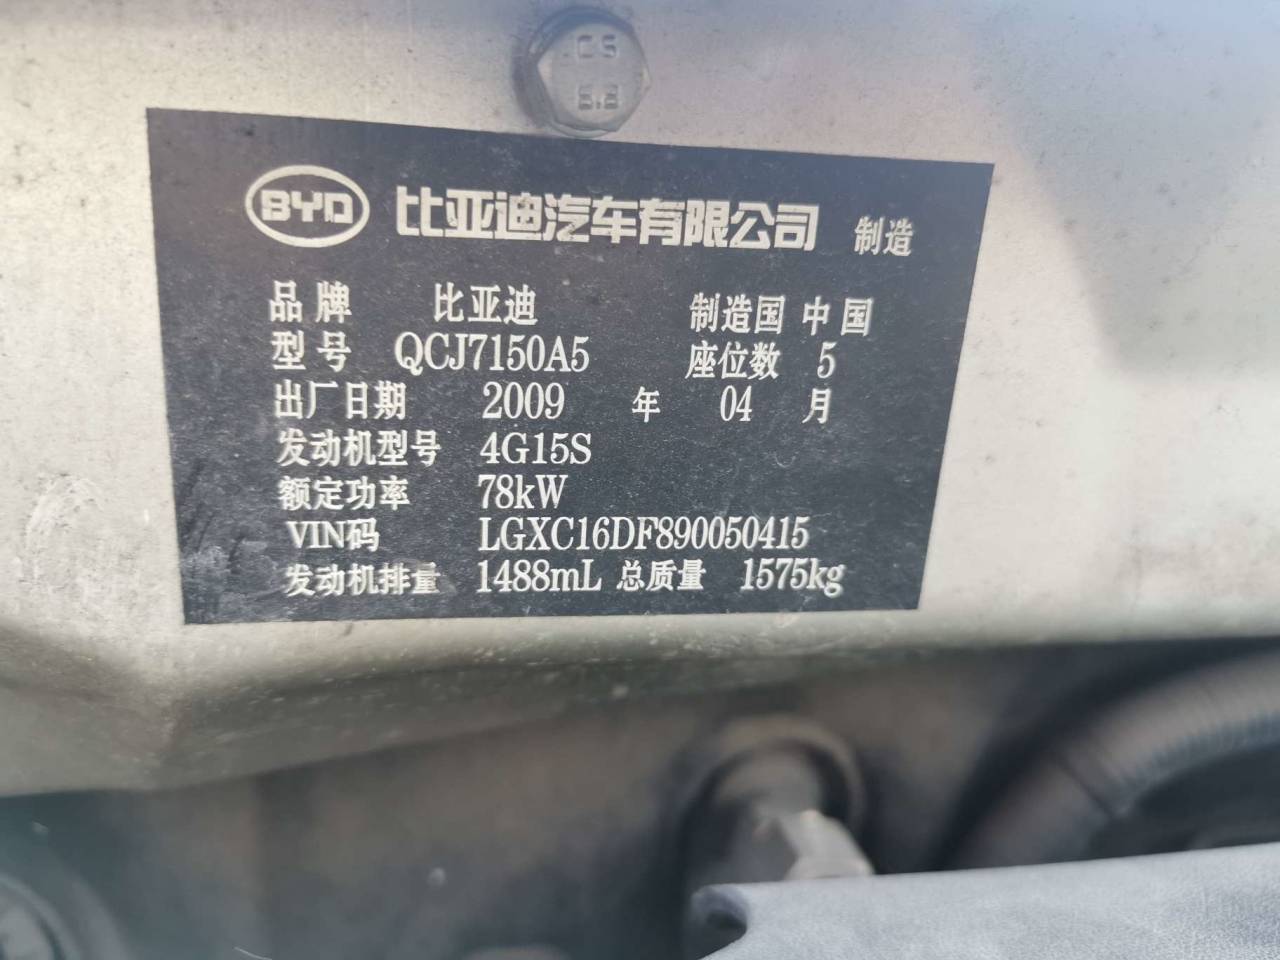 CS
8.8
BYD 比亚迪汽车有限公司 制造
品牌 比亚迪 制造国 中国
型号 QCJ7150A5 座位数 5
出厂日期 2009 年 04 月
发动机型号 4G15S
额定功率 78kW
VIN码 LGXC16DF890050415
发动机排量 1488mL 总质量 1575kg